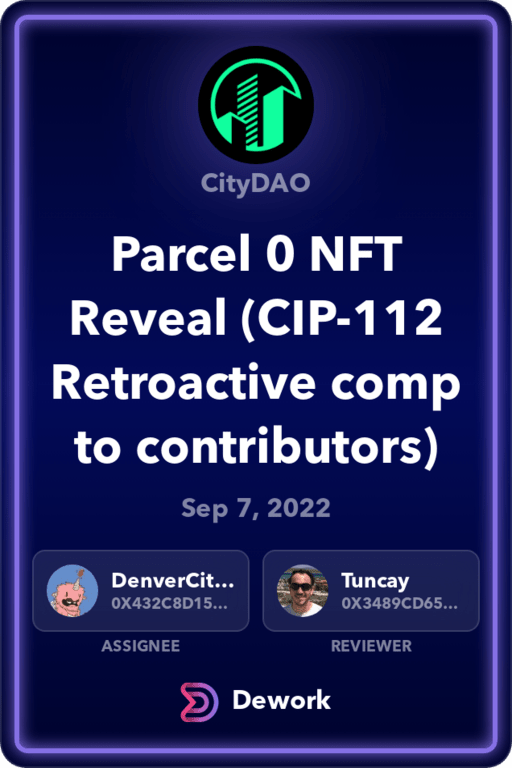 CityDAO
Parcel 0 NFT
Reveal (CIP-112
Retroactive comp
to contributors)
Sep 7, 2022
DenverCit...
0X432C8D15...
ASSIGNEE
Tuncay
0X3489CD65...
REVIEWER
Dework